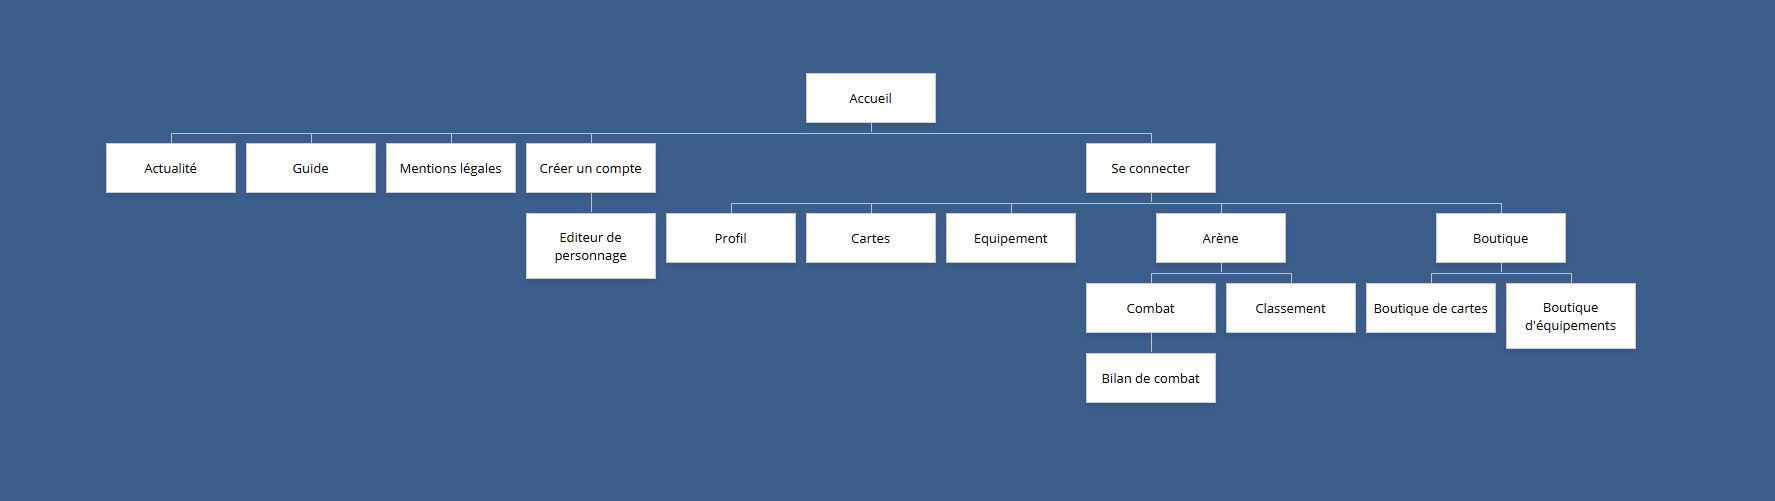 Accueil
Actualité
Guide
Mentions légales
Créer un compte
Se connecter
Editeur de
personnage
Profil
Cartes
Equipement
Arène
Boutique
Combat
Classement
Boutique de cartes
Boutique
d'équipements
Bilan de combat